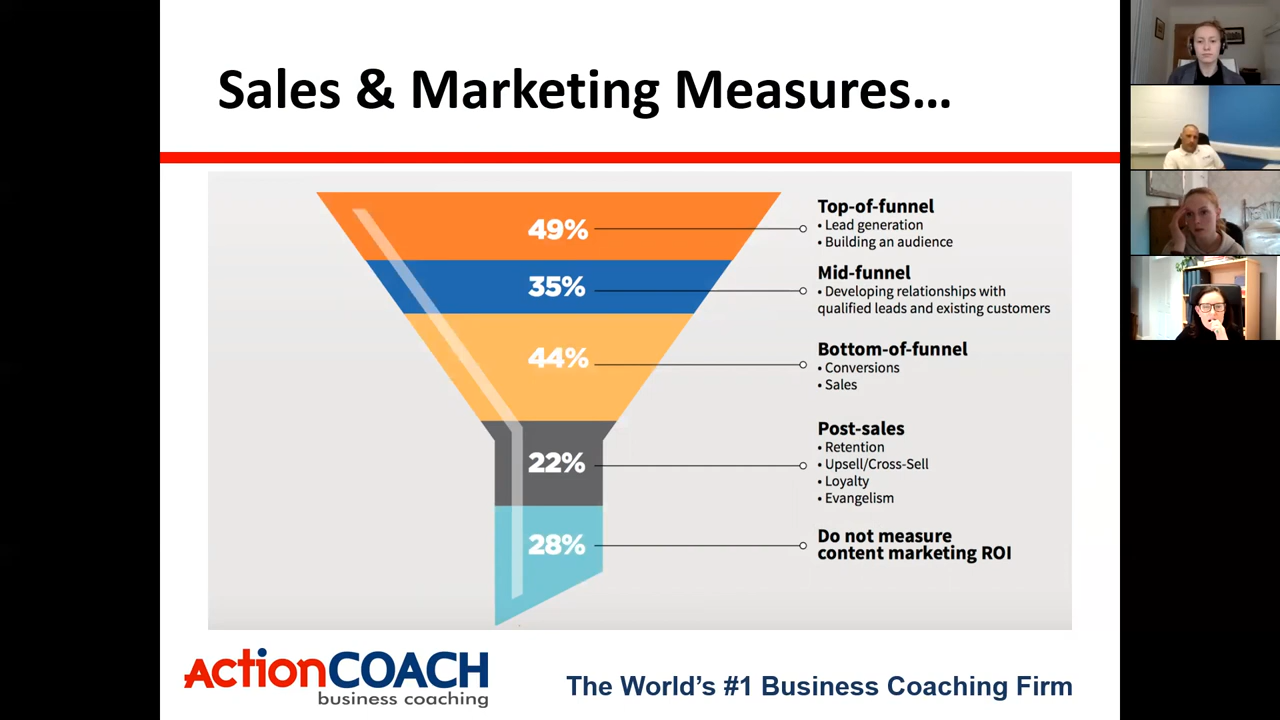 Sales & Marketing Measures...
49%
Top-of-funnel
• Lead generation
• Building an audience
35%
Mid-funnel
• Developing relationships with
qualified leads and existing customers
44%
Bottom-of-funnel
• Conversions
• Sales
22%
Post-sales
• Retention
• Upsell/Cross-Sell
• Loyalty
• Evangelism
28%
Do not measure
content marketing ROI
ActionCOACH
business coaching
The World's #1 Business Coaching Firm